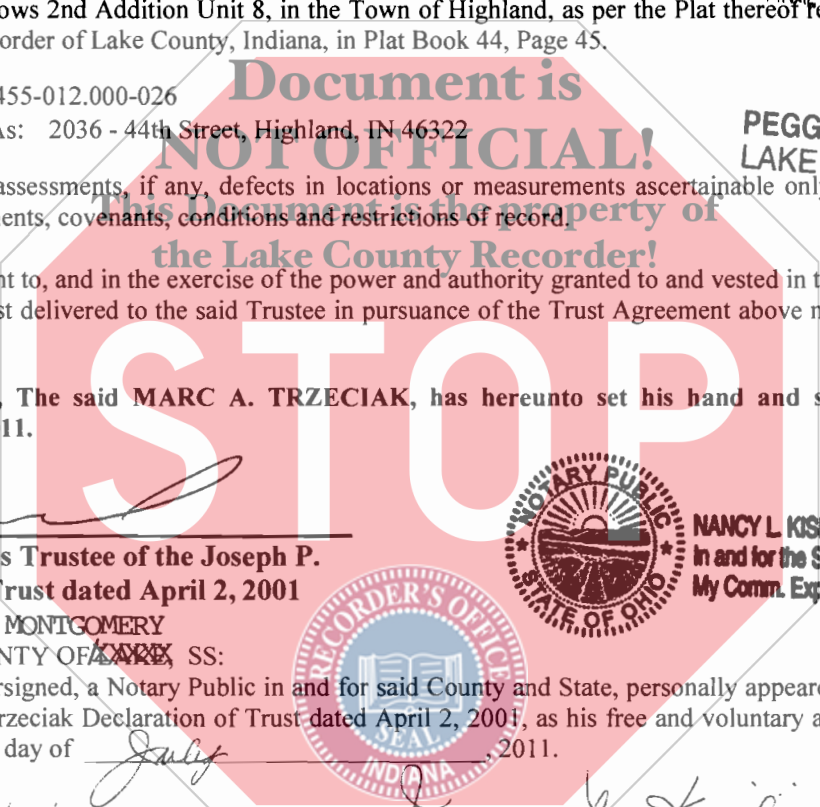 ows 2nd Addition Unit 8, in the Town of Highland, as per the Plat thereof re
order of Lake County, Indiana, in Plat Book 44, Page 45.
Document is
455-012.000-026
As: 2036 - 44th Street, Highland, IN 46322
PEGG
LAKE
NOT OFFICIAL!
assessments, if any, defects in locations or measurements ascertainable onl
ents, covenants, conditions and restrictions of record.
This Document is the property of
the Lake County Recorder!
nt to, and in the exercise of the power and authority granted to and vested in t
st delivered to the said Trustee in pursuance of the Trust Agreement above m
STOP
, The said MARC A. TRZECIAK, has hereunto set his hand and s
11.
NOTARY PUBLIC
STATE OF OHIO
NANCY L. KIS
In and for the S
My Comm. Exp
s Trustee of the Joseph P.
Trust dated April 2, 2001
MONTGOMERY
NTY OF LAKE, SS:
RECORDER'S OFFICE
SEAL
INDIANA
rsigned, a Notary Public in and for said County and State, personally appeare
rzeciak Declaration of Trust dated April 2, 2001, as his free and voluntary a
day of July, 2011.